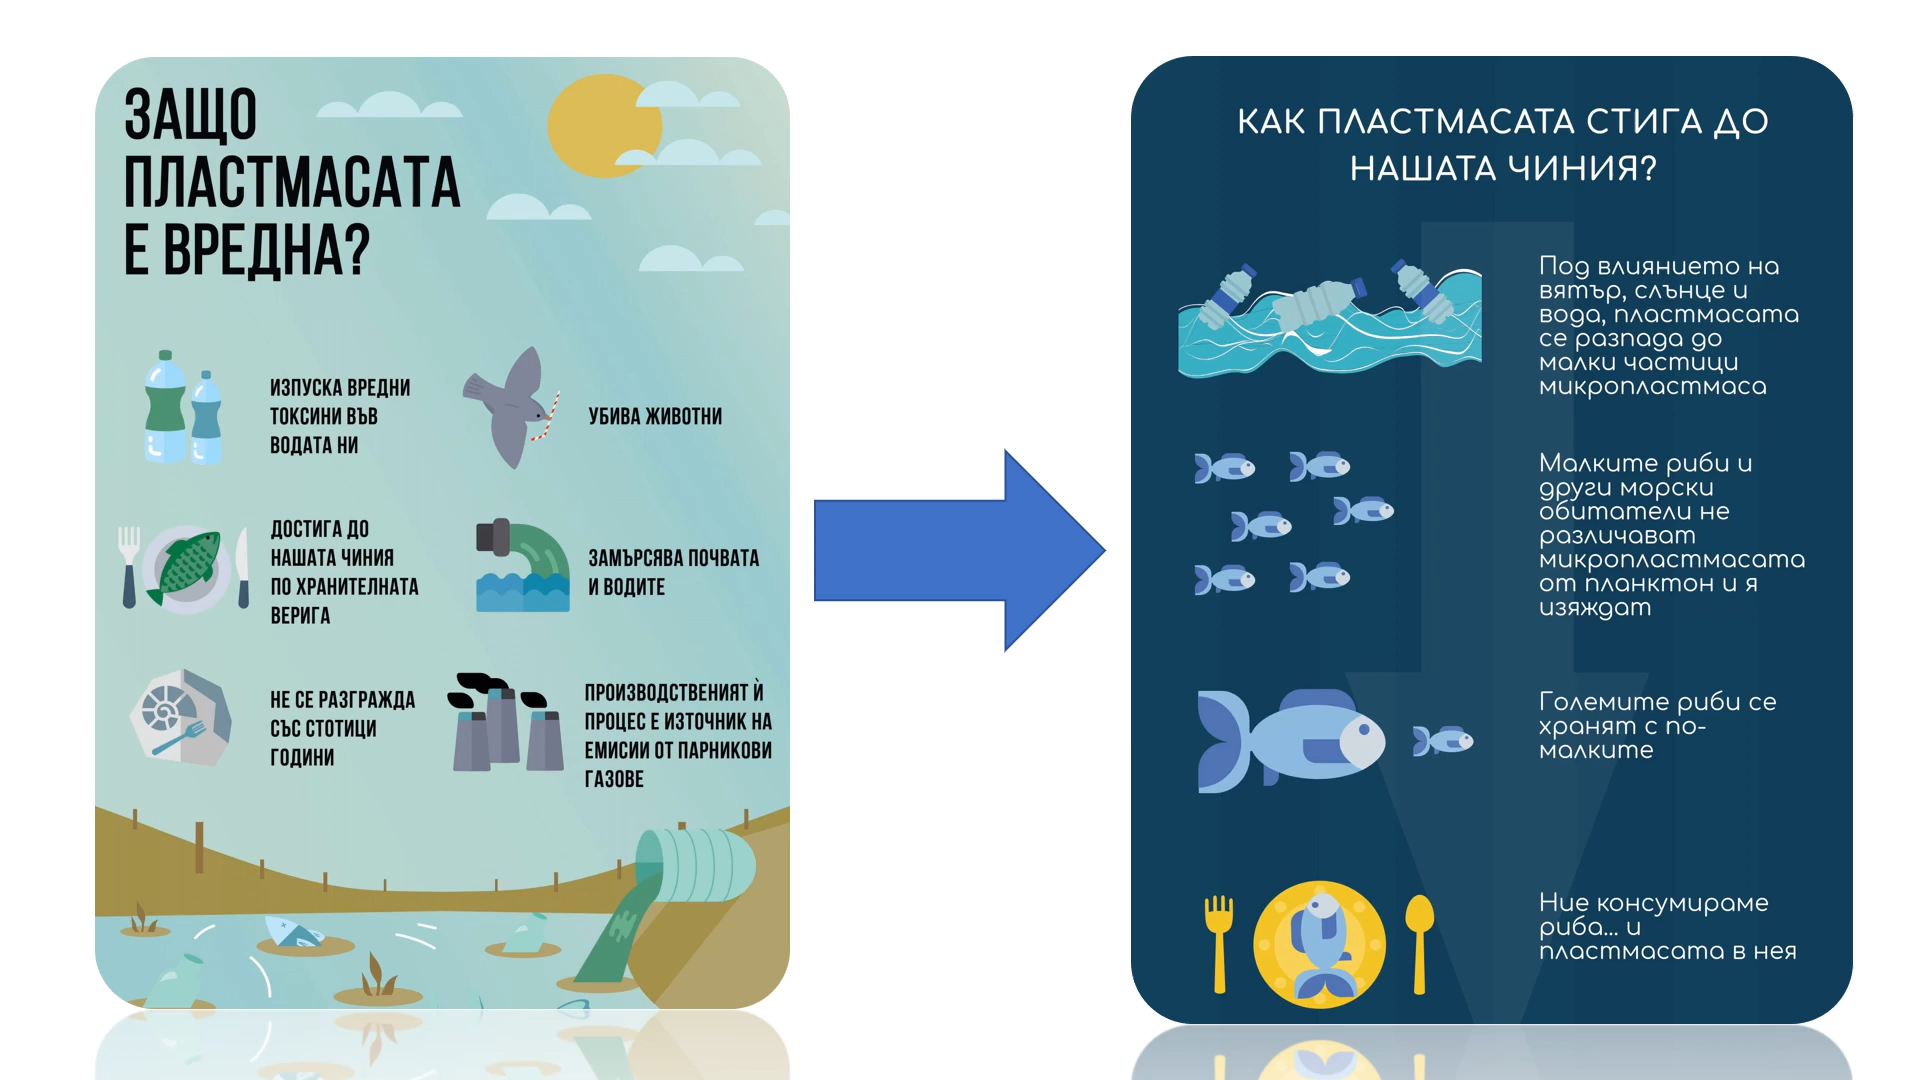 ЗАЩО
ПЛАСТМАСАТА
Е ВРЕДНА?
ИЗПУСКА ВРЕДНИ
ТОКСИНИ ВЪВ
ВОДАТА НИ
УБИВА ЖИВОТНИ
ДОСТИГА ДО
НАШАТА ЧИНИЯ
ПО ХРАНИТЕЛНАТА
ВЕРИГА
ЗАМЪРСЯВА ПОЧВАТА
И ВОДИТЕ
НЕ СЕ РАЗГРАЖДА
СЪС СТОТИЦИ
ГОДИНИ
ПРОИЗВОДСТВЕНИЯТ Ѝ
ПРОЦЕС Е ИЗТОЧНИК НА
ЕМИСИИ ОТ ПАРНИКОВИ
ГАЗОВЕ
КАК ПЛАСТМАСАТА СТИГА ДО
НАШАТА ЧИНИЯ?
Под влиянието на
вятър, слънце и
вода, пластмасата
се разпада до
малки частици
микропластмаса
Малките риби и
други морски
обитатели не
различават
микропластмасата
от планктон и я
изяждат
Големите риби се
хранят с по-
малките
Ние консумираме
риба... и
пластмасата в нея